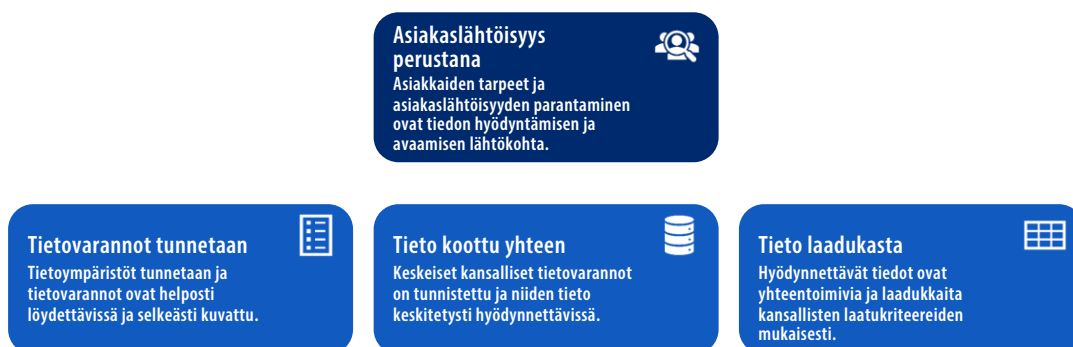 Asiakaslähtöisyys
perustana
Asiakkaiden tarpeet ja
asiakaslähtöisyyden parantaminen
ovat tiedon hyödyntämisen ja
avaamisen lähtökohta.
Tietovarannot tunnetaan
Tietoympäristöt tunnetaan ja
tietovarannot ovat helposti
löydettävissä ja selkeästi kuvattu.
Tieto koottu yhteen
Keskeiset kansalliset tietovarannot
on tunnistettu ja niiden tieto
keskitetysti hyödynnettävissä.
Tieto laadukasta
Hyödynnettävät tiedot ovat
yhteentoimivia ja laadukkaita
kansallisten laatukriteereiden
mukaisesti.